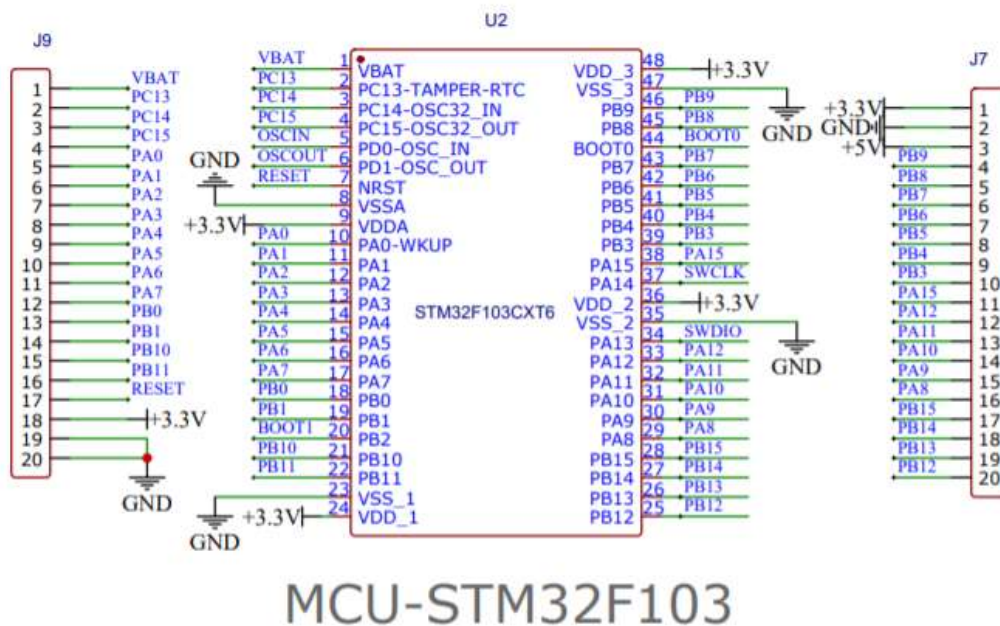 U2
J9
J7
1 VBAT
2 PC13
3 PC14
4 PC15
5 PA0
6 PA1
7 PA2
8 PA3
9 PA4
10 PA5
11 PA6
12 PA7
13 PB0
14 PB1
15 PB10
16 PB11
17 RESET
18 +3.3V
19
20
GND
VBAT 1 VBAT
PC13 2 PC13-TAMPER-RTC
PC14 3 PC14-OSC32_IN
PC15 4 PC15-OSC32_OUT
OSCIN 5 PD0-OSC_IN
OSCOUT 6 PD1-OSC_OUT
RESET 7 NRST
GND 8 VSSA
+3.3V 9 VDDA
PA0 10 PA0-WKUP
PA1 11 PA1
PA2 12 PA2
PA3 13 PA3
PA4 14 PA4
PA5 15 PA5
PA6 16 PA6
PA7 17 PA7
PB0 18 PB0
PB1 19 PB1
BOOT1 20 PB2
PB10 21 PB10
PB11 22 PB11
23 VSS_1
GND
+3.3V 24 VDD_1
STM32F103CXT6
VDD_3 48 +3.3V
VSS_3 47 GND
PB9 46 PB9
PB8 45 PB8
BOOT0 44 BOOT0
PB7 43 PB7
PB6 42 PB6
PB5 41 PB5
PB4 40 PB4
PB3 39 PB3
PA15 38 PA15
PA14 37 SWCLK
VDD_2 36 +3.3V
VSS_2 35 GND
PA13 34 SWDIO
PA12 33 PA12
PA11 32 PA11
PA10 31 PA10
PA9 30 PA9
PA8 29 PA8
PB15 28 PB15
PB14 27 PB14
PB13 26 PB13
PB12 25 PB12
+3.3V 1
GND 2
+5V 3
PB9 4
PB8 5
PB7 6
PB6 7
PB5 8
PB4 9
PB3 10
PA15 11
PA12 12
PA11 13
PA10 14
PA9 15
PA8 16
PB15 17
PB14 18
PB13 19
PB12 20
MCU-STM32F103